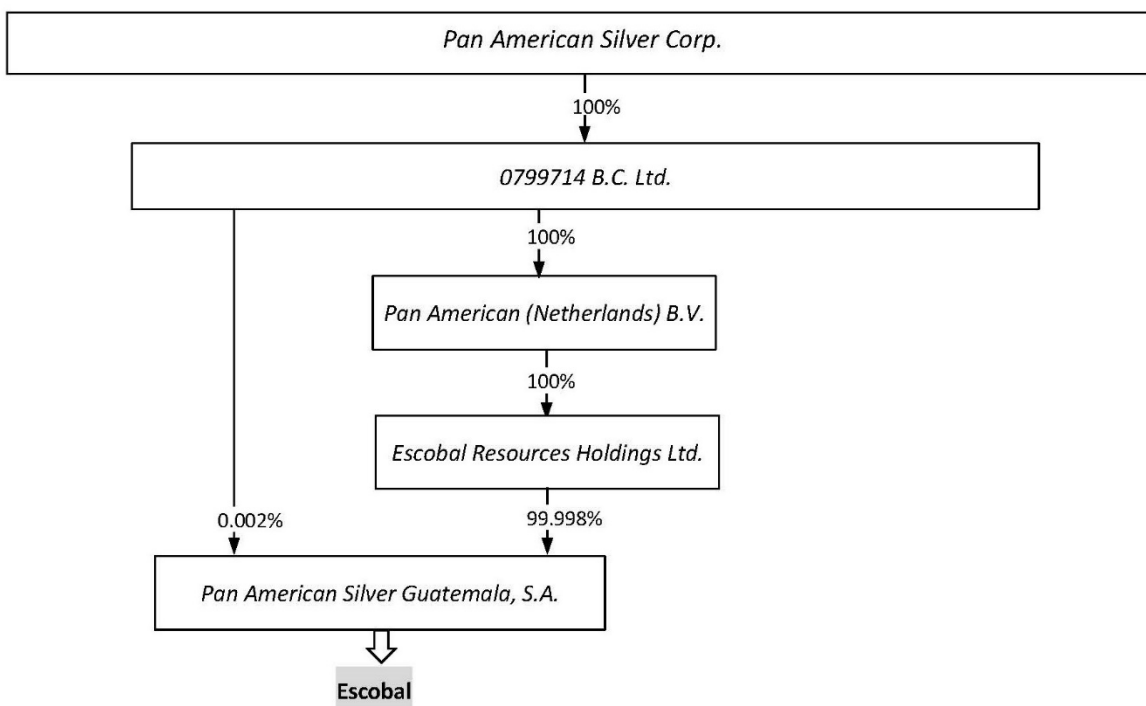 Pan American Silver Corp.
100%
0799714 B.C. Ltd.
100%
Pan American (Netherlands) B.V.
100%
Escobal Resources Holdings Ltd.
0.002%
99.998%
Pan American Silver Guatemala, S.A.
Escobal